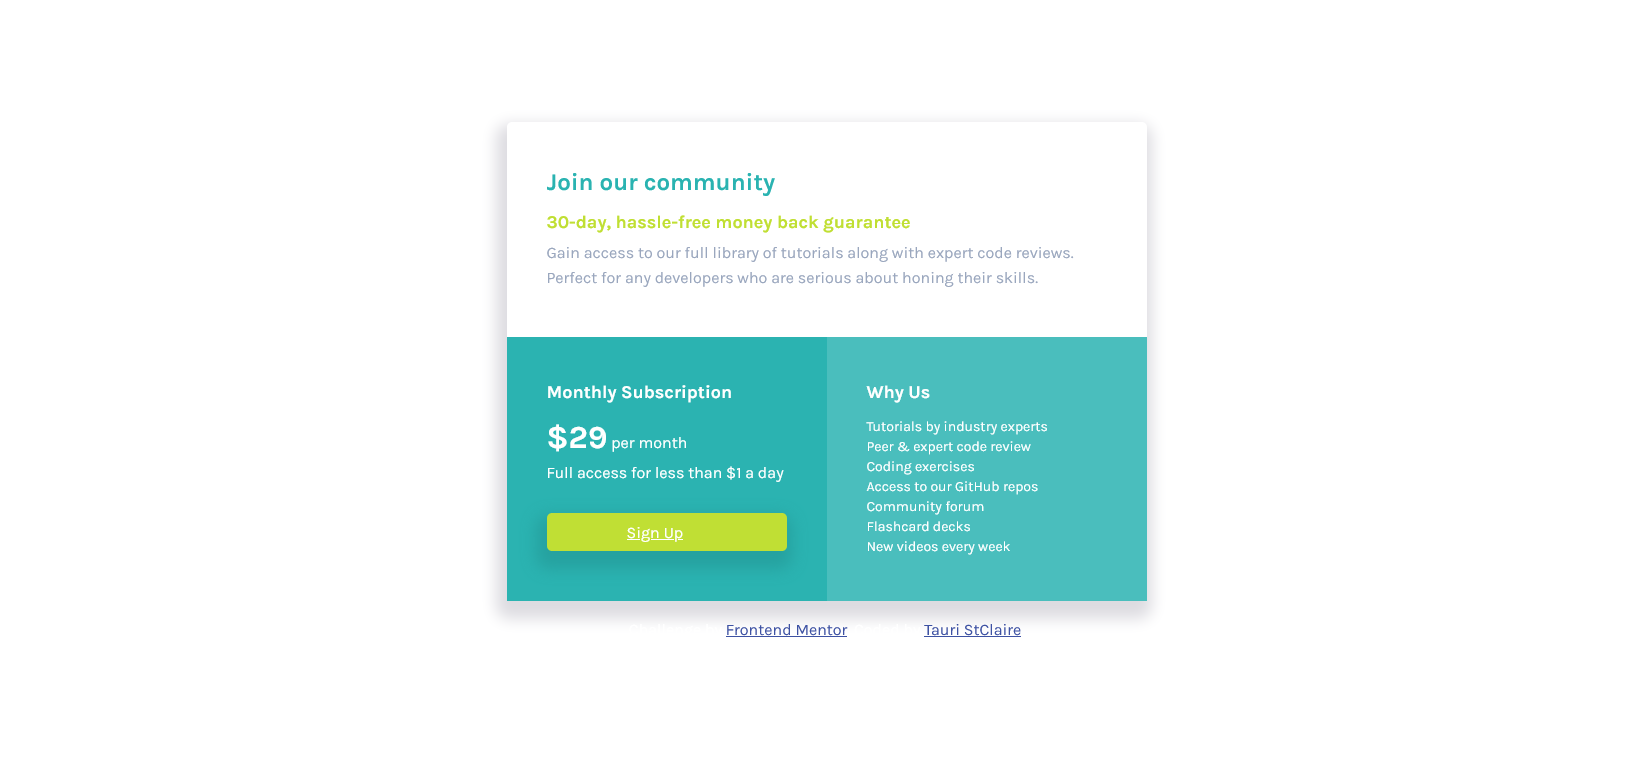 Join our community
30-day, hassle-free money back guarantee
Gain access to our full library of tutorials along with expert code reviews.
Perfect for any developers who are serious about honing their skills.
Monthly Subscription
$29 per month
Full access for less than $1 a day
Sign Up
Why Us
Tutorials by industry experts
Peer & expert code review
Coding exercises
Access to our GitHub repos
Community forum
Flashcard decks
New videos every week
Frontend Mentor
Tauri StClaire